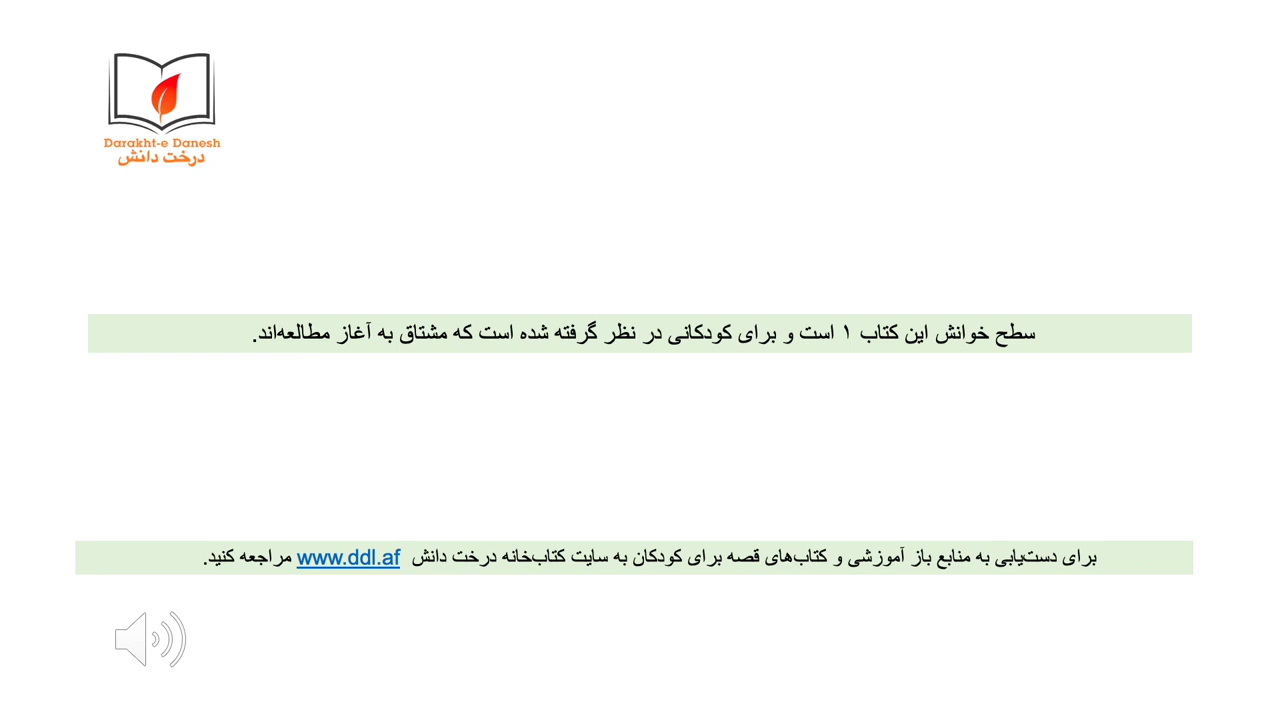 Darakht-e Danesh
درخت دانش
سطح خوانش این کتاب ۱ است و برای کودکانی در نظر گرفته شده است که مشتاق به آغاز مطالعه‌اند.
برای دست‌یابی به منابع باز آموزشی و کتاب‌های قصه برای کودکان به سایت کتاب‌خانه درخت دانش www.ddl.af مراجعه کنید.